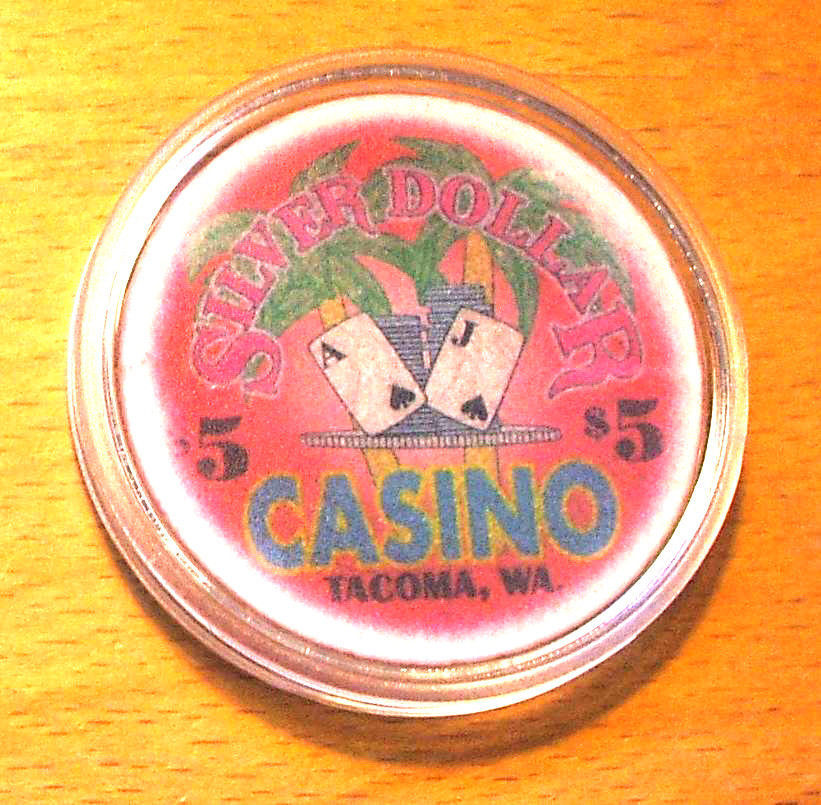 SILVER DOLLAR
A
J
$5
$5
CASINO
TACOMA, WA.